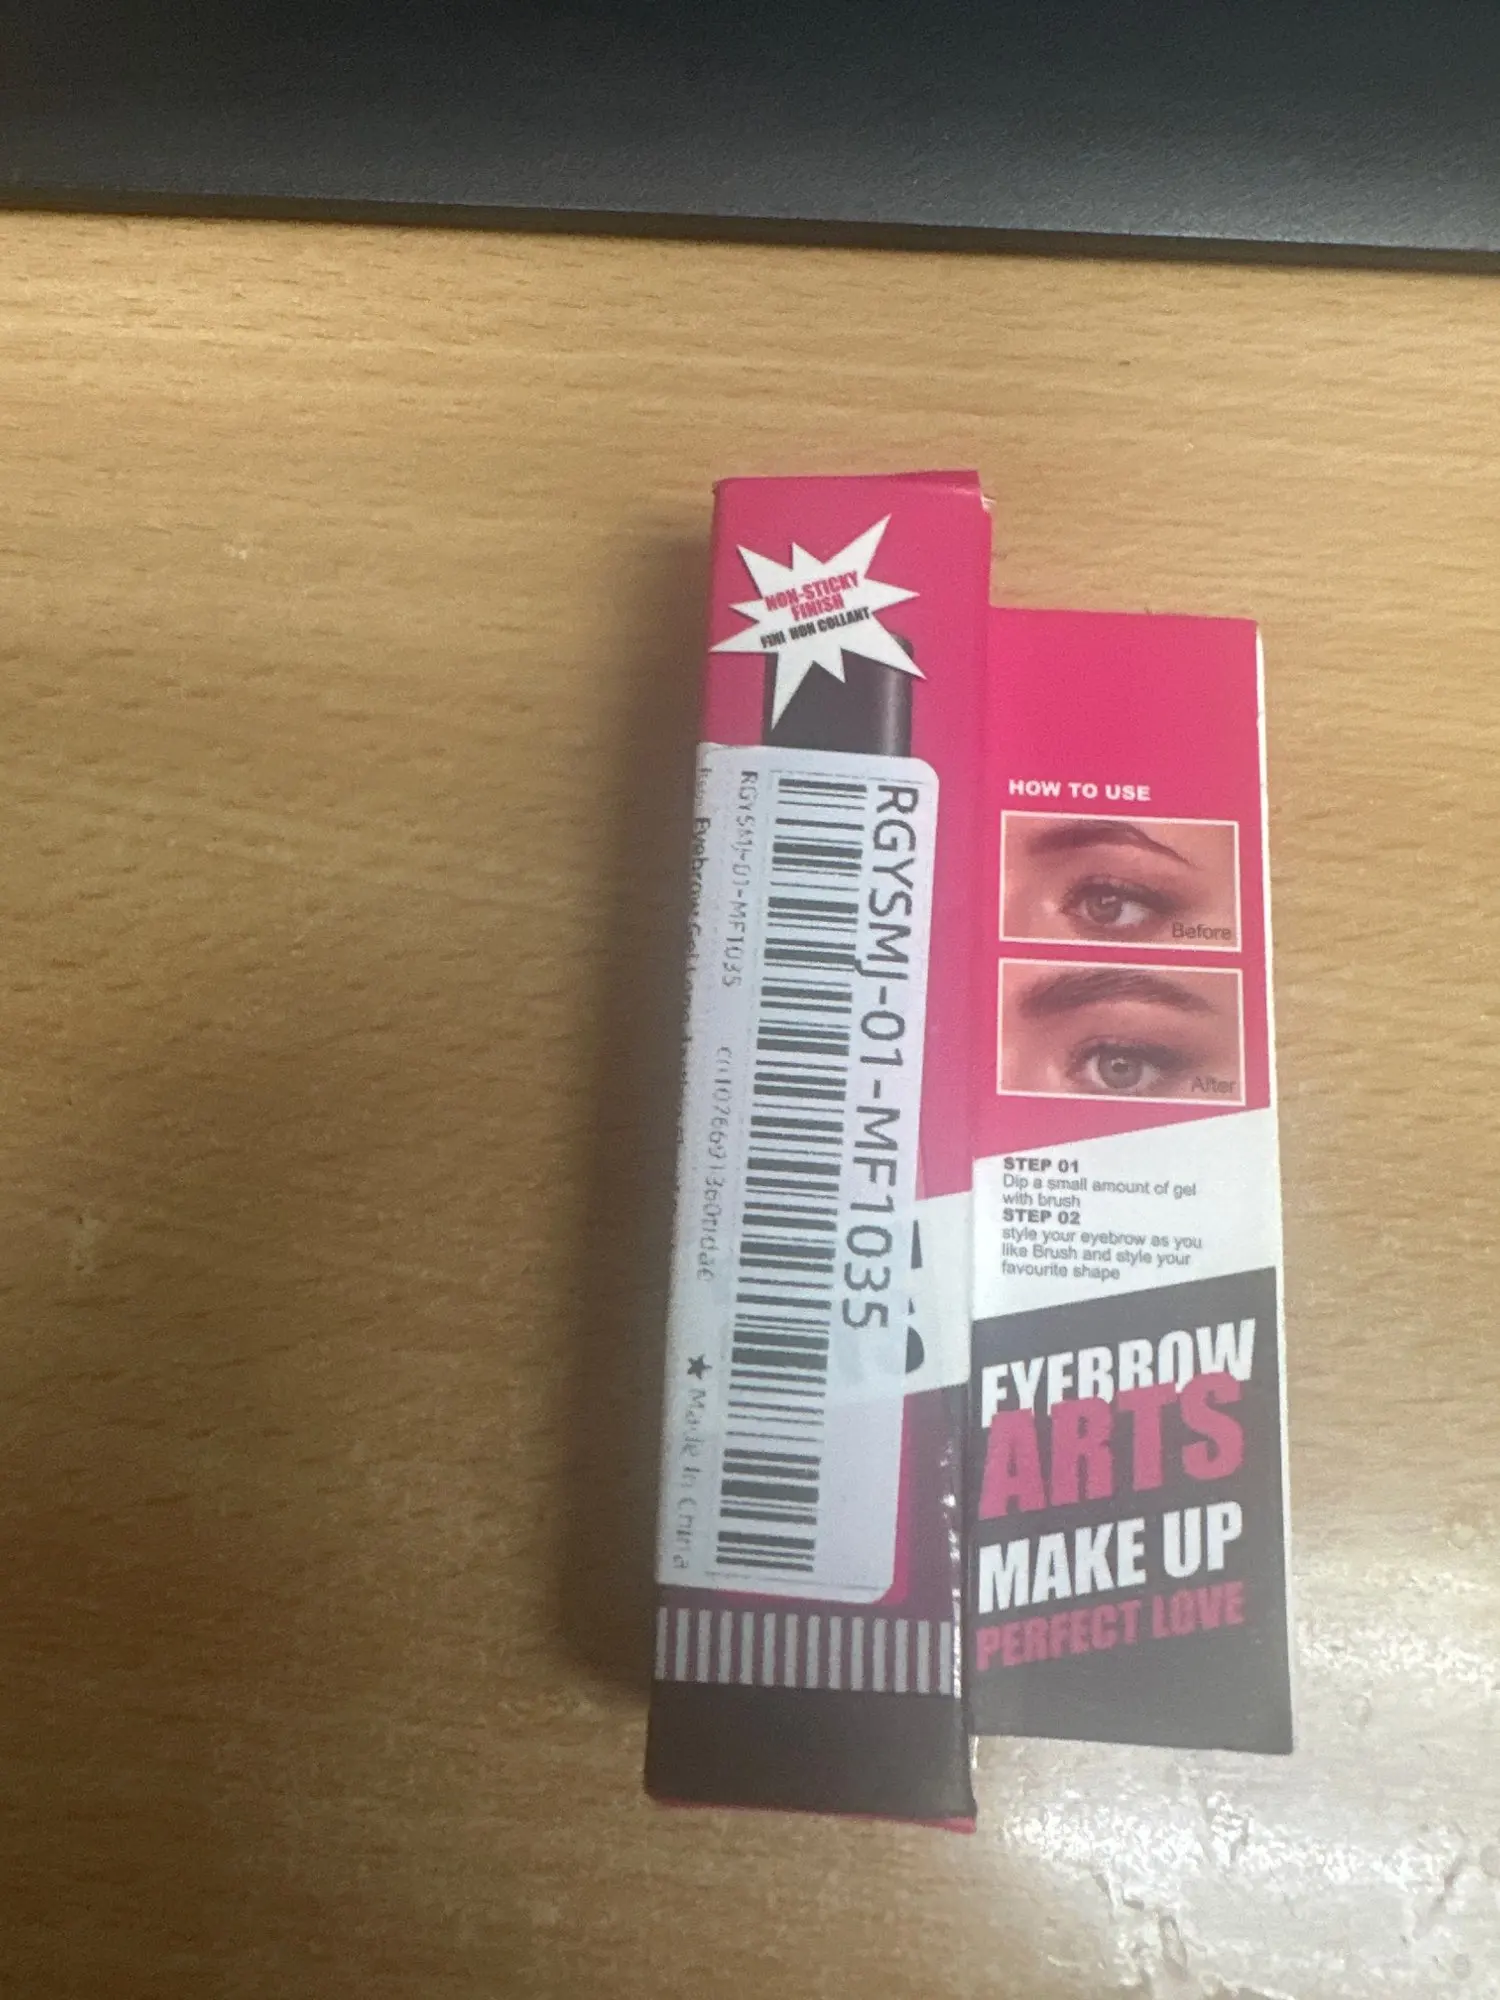 NON-STICKY
FINISH
FINI NON COLLANT
RGYSMJ-01-MF1035
RGYSMJ-01-MF1035
Eyebrow
★ Made In China
HOW TO USE
Before
After
STEP 01
Dip a small amount of gel
with brush
STEP 02
style your eyebrow as you
like Brush and style your
favourite shape
EYEBROW
ARTS
MAKE UP
PERFECT LOVE